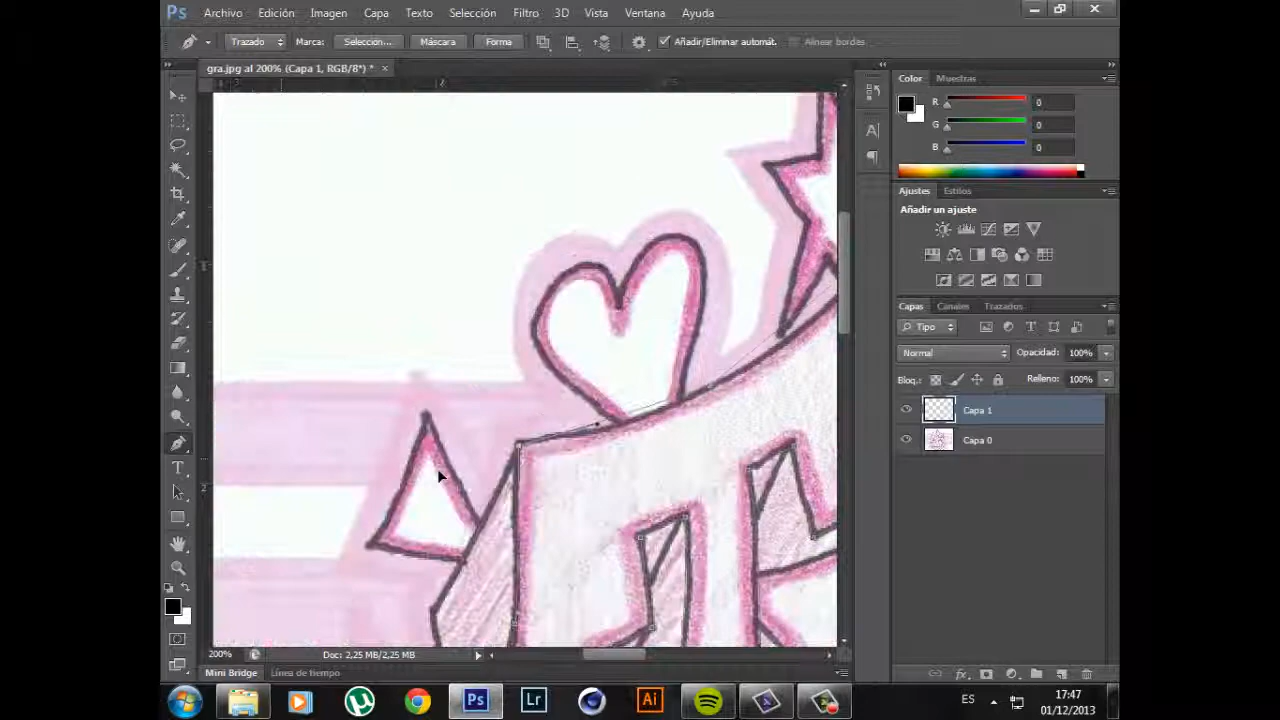 Ps Archivo Edición Imagen Capa Texto Selección Filtro 3D Vista Ventana Ayuda
Trazado Marca: Selección... Máscara Forma Añadir/Eliminar automát. Alinear bordes
gra.jpg al 200% (Capa 1, RGB/8*) *
Color Muestras
R 0
G 0
B 0
Ajustes Estilos
Añadir un ajuste
Capas Canales Trazados
Tipo
Normal Opacidad: 100%
Bloq.: Relleno: 100%
Capa 1
Capa 0
1
2
200% Doc: 2,25 MB/2,25 MB
Mini Bridge Línea de tiempo
Ps Lr Ai ES 17:47
01/12/2013